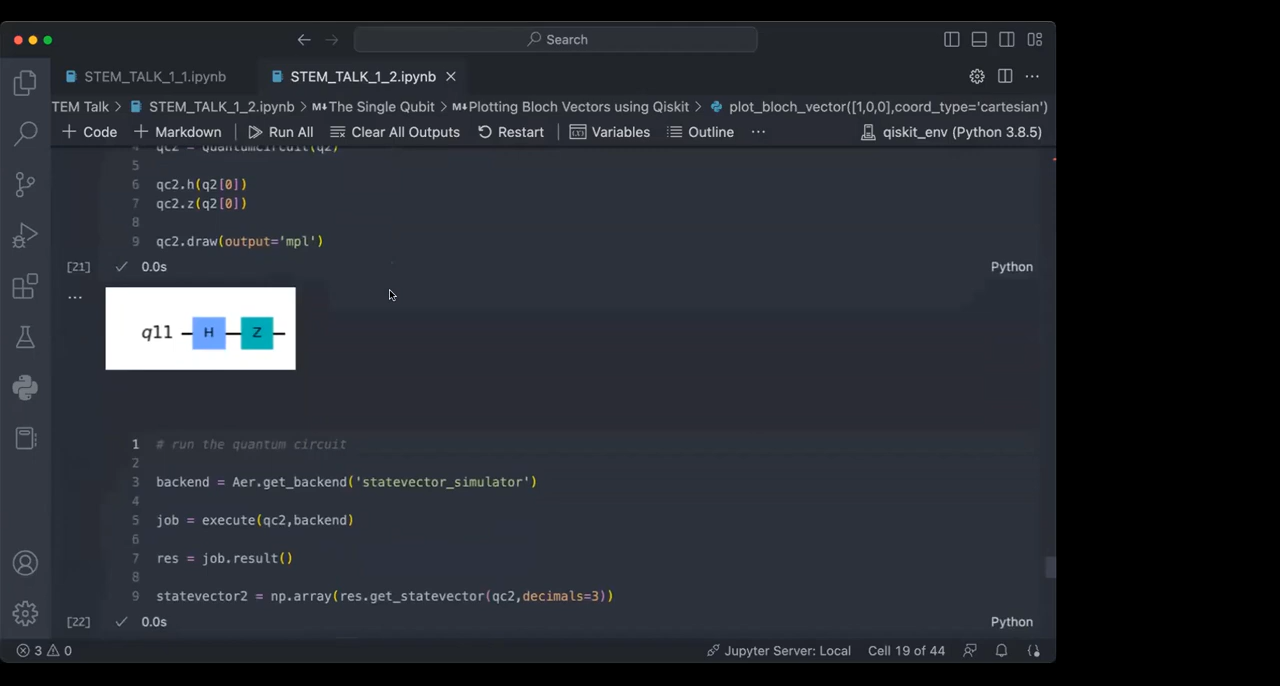 Search
STEM_TALK_1_1.ipynb
STEM_TALK_1_2.ipynb
TEM Talk > STEM_TALK_1_2.ipynb > M↓The Single Qubit > M↓Plotting Bloch Vectors using Qiskit > plot_bloch_vector([1,0,0],coord_type='cartesian')
+ Code + Markdown | Run All Clear All Outputs Restart | Variables Outline ... qiskit_env (Python 3.8.5)
4 qc2 = QuantumCircuit(q2)
5
6 qc2.h(q2[0])
7 qc2.z(q2[0])
8
9 qc2.draw(output='mpl')
[21] ✓ 0.0s Python
...
q11 H Z
1 # run the quantum circuit
2
3 backend = Aer.get_backend('statevector_simulator')
4
5 job = execute(qc2,backend)
6
7 res = job.result()
8
9 statevector2 = np.array(res.get_statevector(qc2,decimals=3))
[22] ✓ 0.0s Python
3 0 Jupyter Server: Local Cell 19 of 44